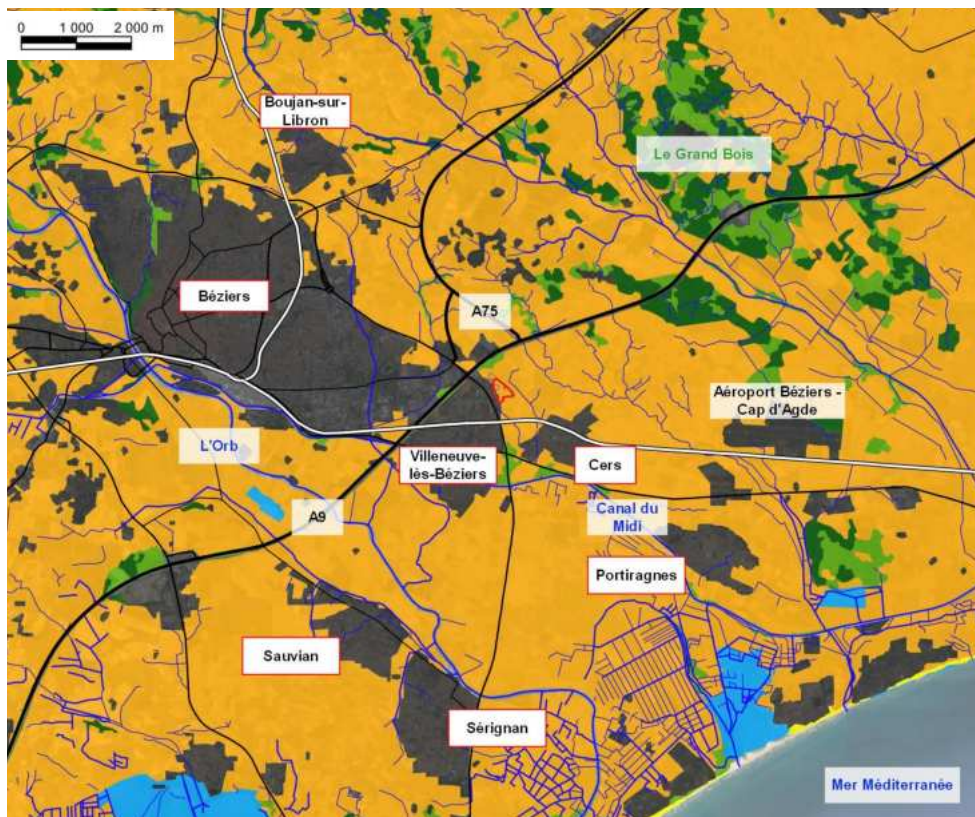 0 1 000 2 000 m
Boujan-sur-
Libron
Le Grand Bois
Béziers
A75
Aéroport Béziers -
Cap d'Agde
L'Orb
Villeneuve-
lès-Béziers
Cers
A9
Canal du
Midi
Portiragnes
Sauvian
Sérignan
Mer Méditerranée